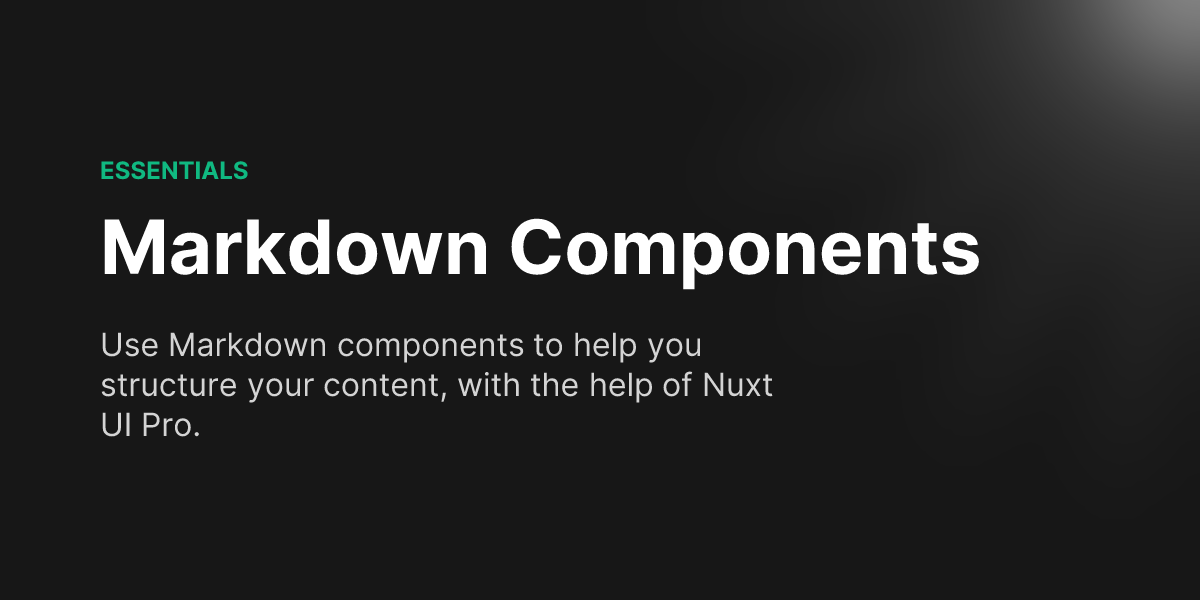 ESSENTIALS
Markdown Components
Use Markdown components to help you
structure your content, with the help of Nuxt
UI Pro.